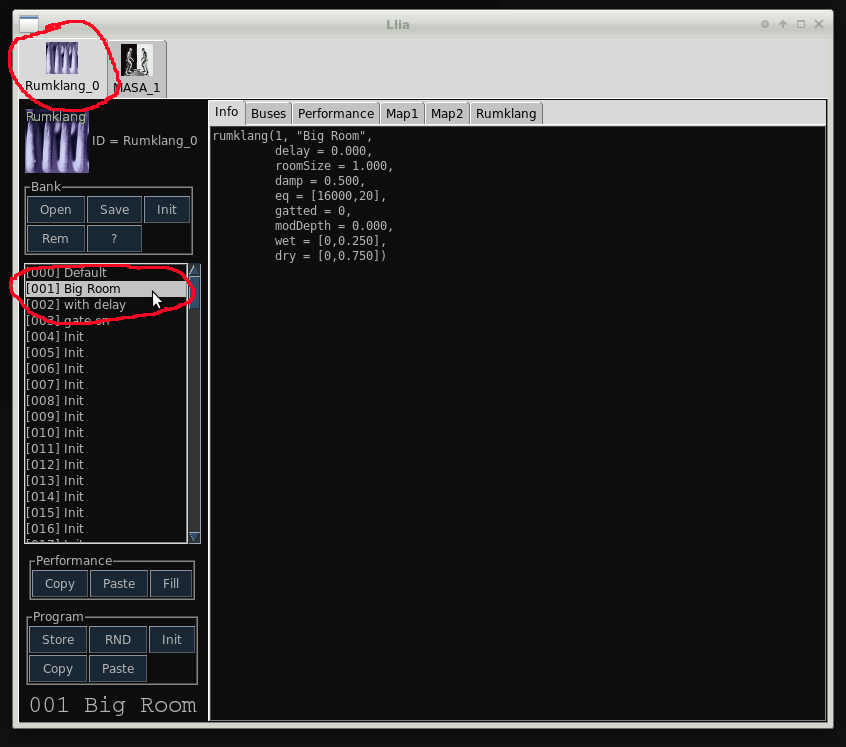 Llia
Rumklang_0
MASA_1
Rumklang
ID = Rumklang_0
Bank
Open Save Init
Rem ?
[000] Default
[001] Big Room
[002] with delay
[003] gate on
[004] Init
[005] Init
[006] Init
[007] Init
[008] Init
[009] Init
[010] Init
[011] Init
[012] Init
[013] Init
[014] Init
[015] Init
[016] Init
[017] Init
Performance
Copy Paste Fill
Program
Store RND Init
Copy Paste
001 Big Room
Info Buses Performance Map1 Map2 Rumklang
rumklang(1, "Big Room",
delay = 0.000,
roomSize = 1.000,
damp = 0.500,
eq = [16000,20],
gatted = 0,
modDepth = 0.000,
wet = [0,0.250],
dry = [0,0.750])